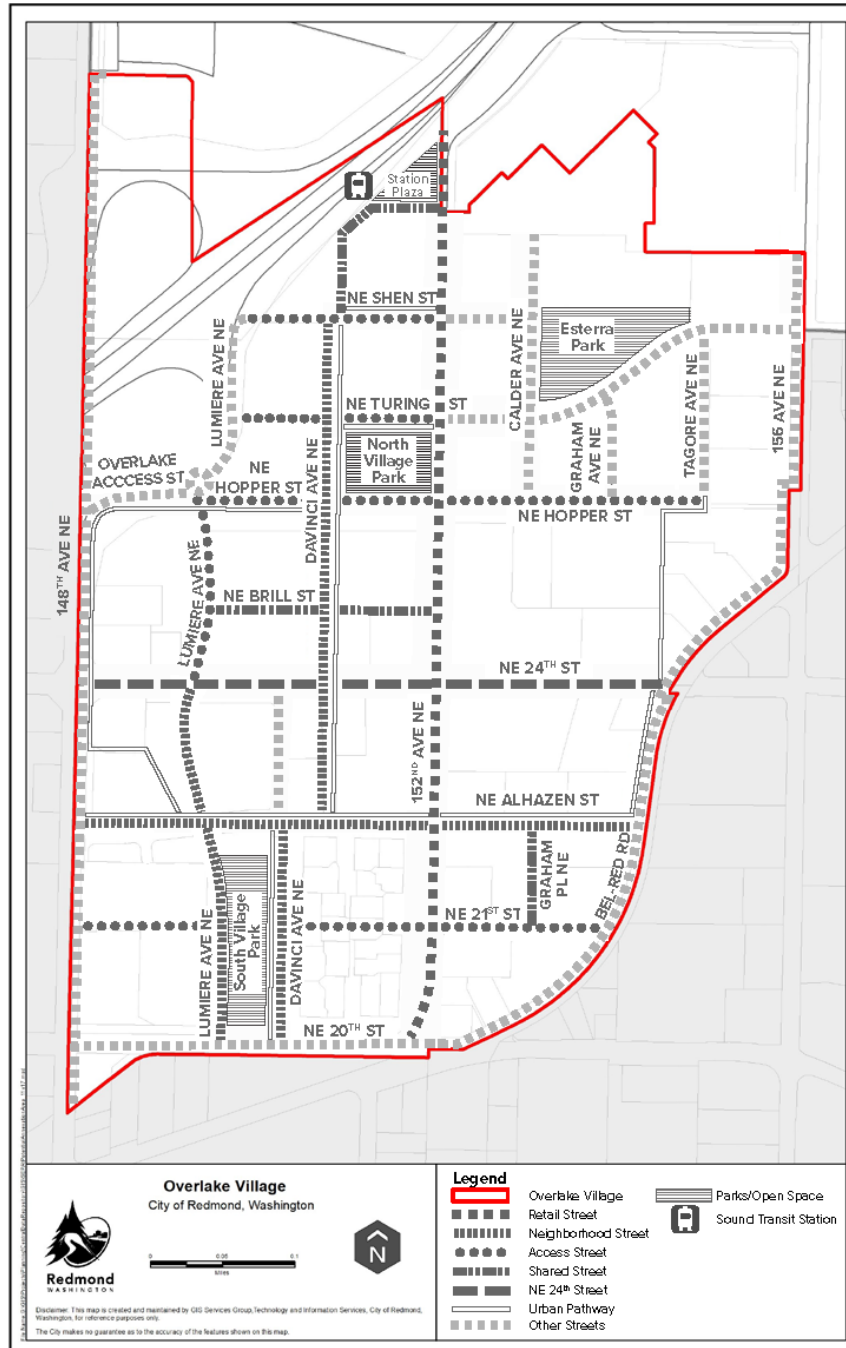 Station
Plaza
NE SHEN ST
LUMIERE AVE NE
CALDER AVE NE
Esterra
Park
NE TURING ST
DAVINCI AVE NE
North
Village
Park
GRAHAM
AVE NE
TAGORE AVE NE
156 AVE NE
OVERLAKE
ACCCESS ST
NE
HOPPER ST
NE HOPPER ST
148TH AVE NE
LUMIERE AVE NE
NE BRILL ST
NE 24TH ST
152ND AVE NE
NE ALHAZEN ST
LUMIERE AVE NE
South Village
Park
DAVINCI AVE NE
NE 21ST ST
GRAHAM
PL NE
BEL-RED RD
NE 20TH ST
Overlake Village
City of Redmond, Washington
Redmond
WASHINGTON
0 0.05 0.1
Miles
N
Disclaimer: This map is created and maintained by GIS Services Group, Technology and Information Services, City of Redmond,
Washington, for reference purposes only.
The City makes no guarantee as to the accuracy of the features shown on this map.
Legend
Overlake Village
Retail Street
Neighborhood Street
Access Street
Shared Street
NE 24th Street
Urban Pathway
Other Streets
Parks/Open Space
Sound Transit Station